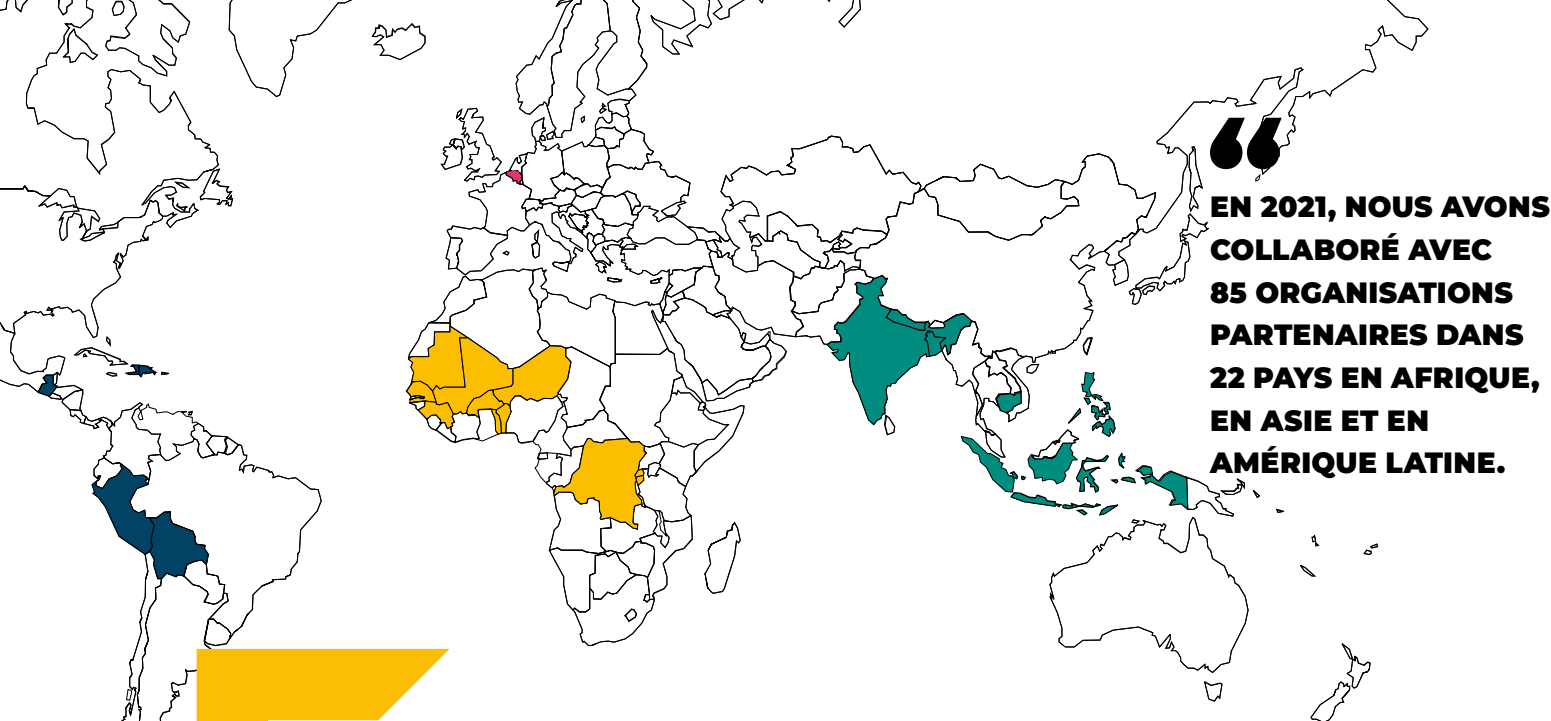 ❝
EN 2021, NOUS AVONS
COLLABORÉ AVEC
85 ORGANISATIONS
PARTENAIRES DANS
22 PAYS EN AFRIQUE,
EN ASIE ET EN
AMÉRIQUE LATINE.